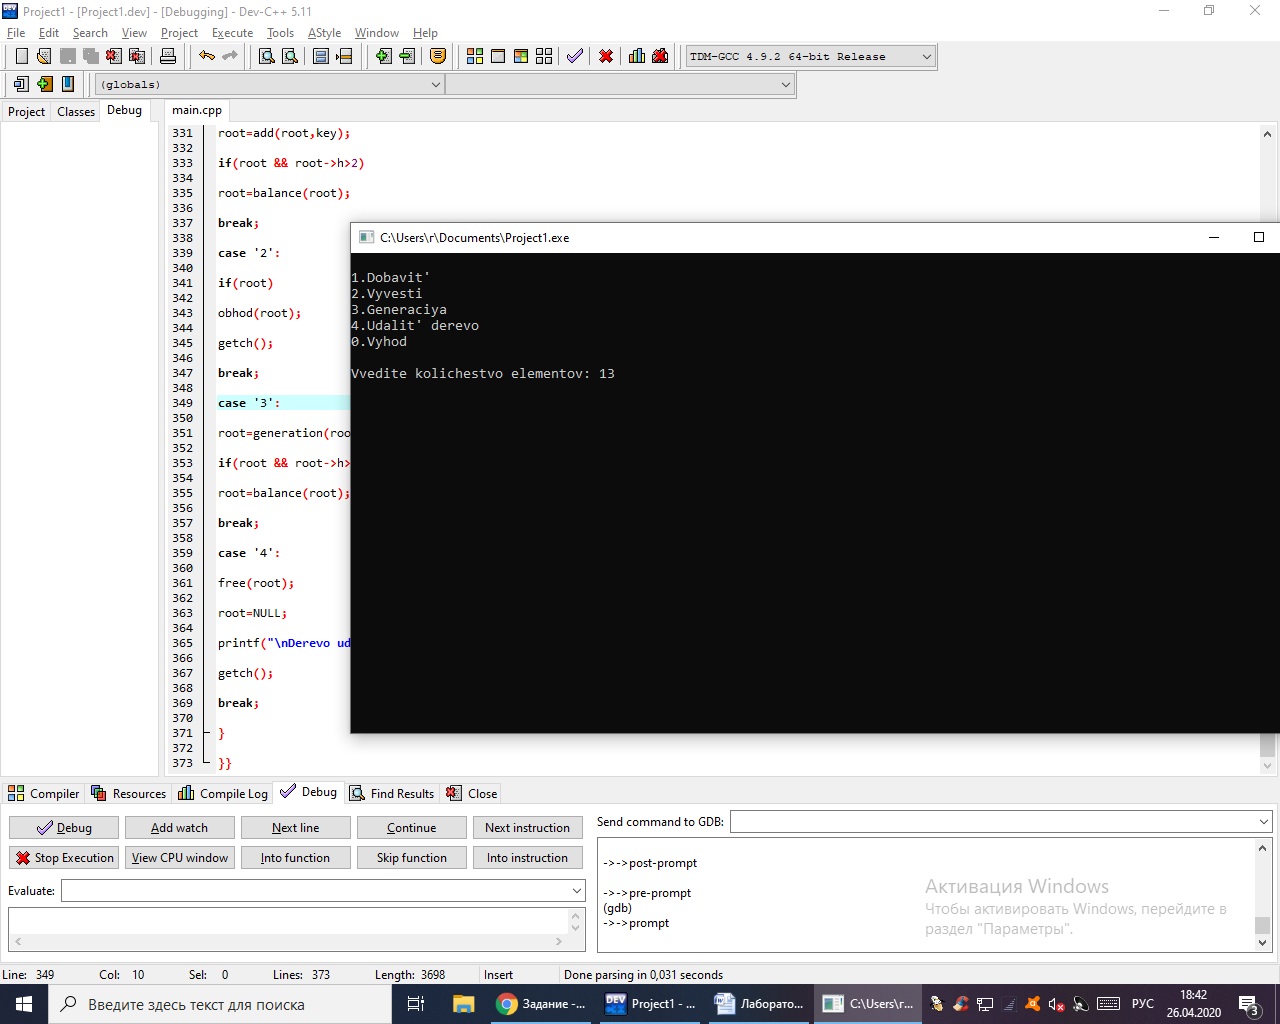 Project1 - [Project1.dev] - [Debugging] - Dev-C++ 5.11
File Edit Search View Project Execute Tools AStyle Window Help
TDM-GCC 4.9.2 64-bit Release
(globals)
Project Classes Debug
main.cpp
331 root=add(root,key);
332
333 if(root && root->h>2)
334
335 root=balance(root);
336
337 break;
338
339 case '2':
340
341 if(root)
342
343 obhod(root);
344
345 getch();
346
347 break;
348
349 case '3':
350
351 root=generation(roo
352
353 if(root && root->h>
354
355 root=balance(root);
356
357 break;
358
359 case '4':
360
361 free(root);
362
363 root=NULL;
364
365 printf("\nDerevo ud
366
367 getch();
368
369 break;
370
371 }
372
373 }}
C:\Users\r\Documents\Project1.exe
1.Dobavit'
2.Vyvesti
3.Generaciya
4.Udalit' derevo
0.Vyhod
Vvedite kolichestvo elementov: 13
Compiler Resources Compile Log Debug Find Results Close
Debug Add watch Next line Continue Next instruction
Stop Execution View CPU window Into function Skip function Into instruction
Evaluate:
Send command to GDB:
->->post-prompt
->->pre-prompt
(gdb)
->->prompt
Активация Windows
Чтобы активировать Windows, перейдите в
раздел "Параметры".
Line: 349 Col: 10 Sel: 0 Lines: 373 Length: 3698 Insert Done parsing in 0,031 seconds
Введите здесь текст для поиска
Задание -...
Project1 - ...
Лаборато...
C:\Users\r...
РУС
18:42
26.04.2020
3